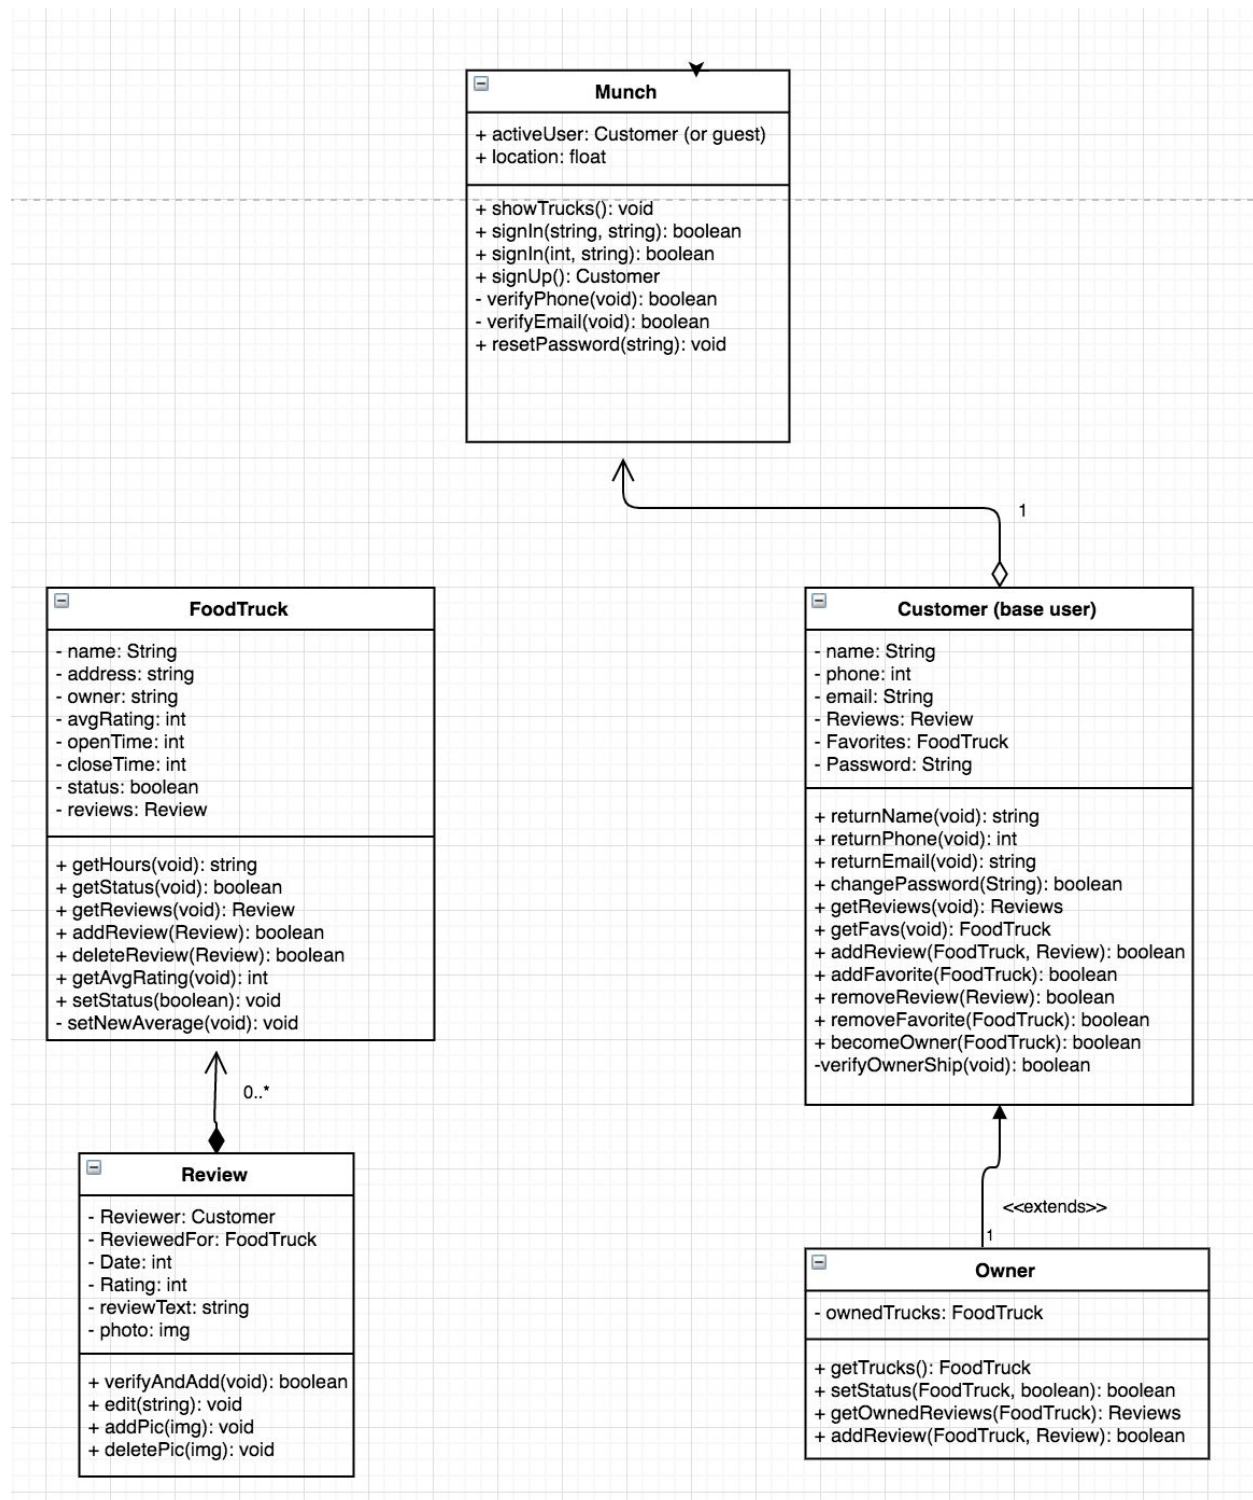 Munch
+ activeUser: Customer (or guest)
+ location: float
+ showTrucks(): void
+ signIn(string, string): boolean
+ signIn(int, string): boolean
+ signUp(): Customer
- verifyPhone(void): boolean
- verifyEmail(void): boolean
+ resetPassword(string): void
1
FoodTruck
- name: String
- address: string
- owner: string
- avgRating: int
- openTime: int
- closeTime: int
- status: boolean
- reviews: Review
+ getHours(void): string
+ getStatus(void): boolean
+ getReviews(void): Review
+ addReview(Review): boolean
+ deleteReview(Review): boolean
+ getAvgRating(void): int
+ setStatus(boolean): void
- setNewAverage(void): void
0..*
Customer (base user)
- name: String
- phone: int
- email: String
- Reviews: Review
- Favorites: FoodTruck
- Password: String
+ returnName(void): string
+ returnPhone(void): int
+ returnEmail(void): string
+ changePassword(String): boolean
+ getReviews(void): Reviews
+ getFavs(void): FoodTruck
+ addReview(FoodTruck, Review): boolean
+ addFavorite(FoodTruck): boolean
+ removeReview(Review): boolean
+ removeFavorite(FoodTruck): boolean
+ becomeOwner(FoodTruck): boolean
-verifyOwnerShip(void): boolean
<<extends>>
1
Review
- Reviewer: Customer
- ReviewedFor: FoodTruck
- Date: int
- Rating: int
- reviewText: string
- photo: img
+ verifyAndAdd(void): boolean
+ edit(string): void
+ addPic(img): void
+ deletePic(img): void
Owner
- ownedTrucks: FoodTruck
+ getTrucks(): FoodTruck
+ setStatus(FoodTruck, boolean): boolean
+ getOwnedReviews(FoodTruck): Reviews
+ addReview(FoodTruck, Review): boolean